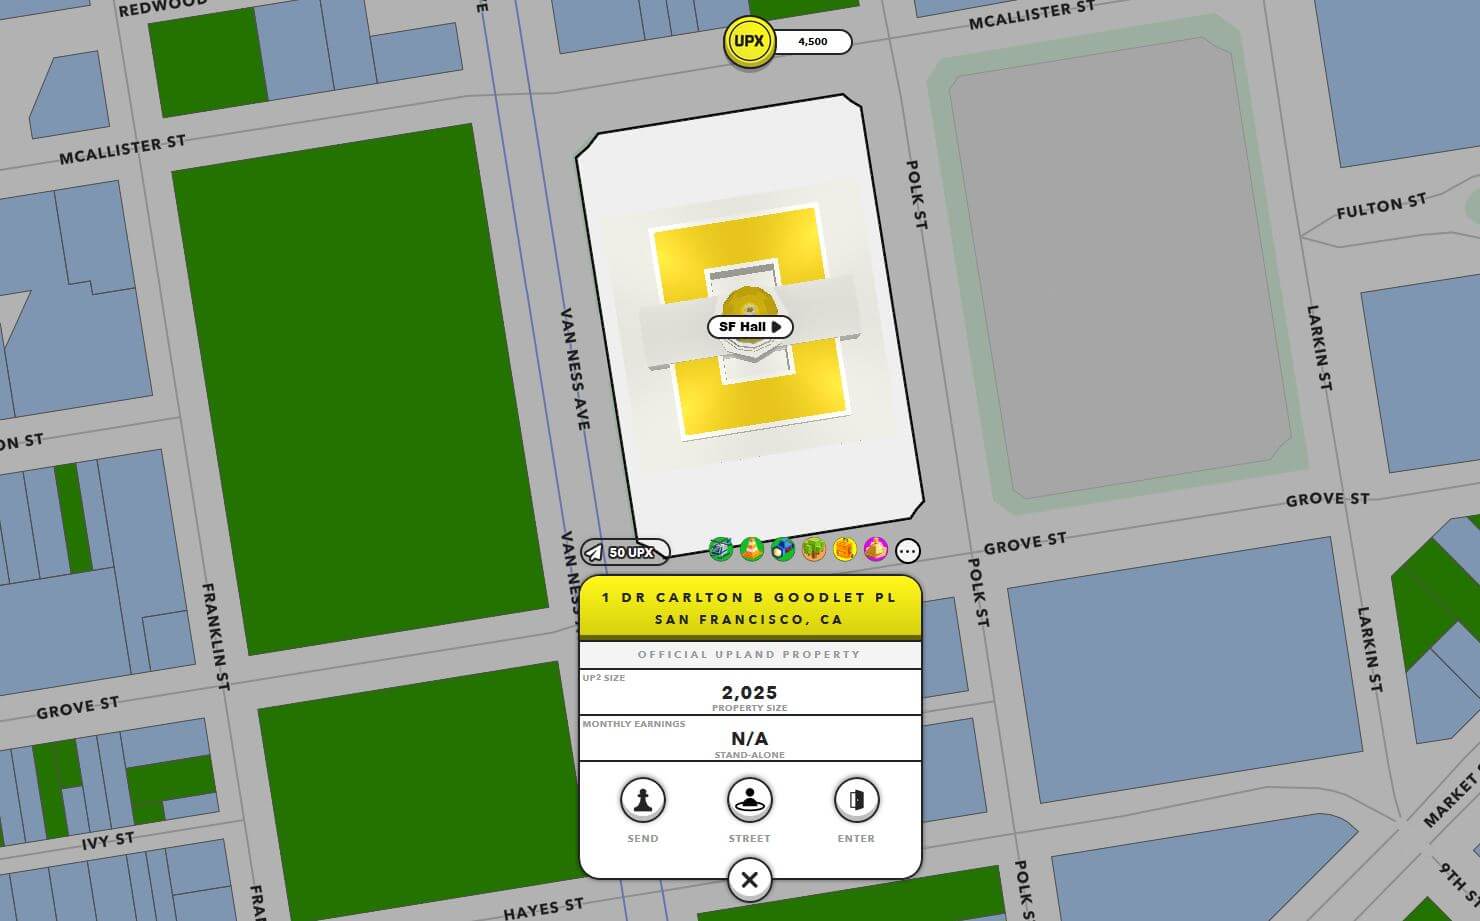 REDWOOD
UPX
4,500
MCALLISTER ST
MCALLISTER ST
POLK ST
FULTON ST
VAN NESS AVE
SF Hall
LARKIN ST
ON ST
GROVE ST
GROVE ST
50 UPX
VAN NESS
POLK ST
1 DR CARLTON B GOODLET PL
SAN FRANCISCO, CA
OFFICIAL UPLAND PROPERTY
UP² SIZE
2,025
PROPERTY SIZE
MONTHLY EARNINGS
N/A
STAND-ALONE
SEND
STREET
ENTER
FRANKLIN ST
LARKIN ST
GROVE ST
MARKET S
IVY ST
9TH ST
FRAN
HAYES ST
POLK S